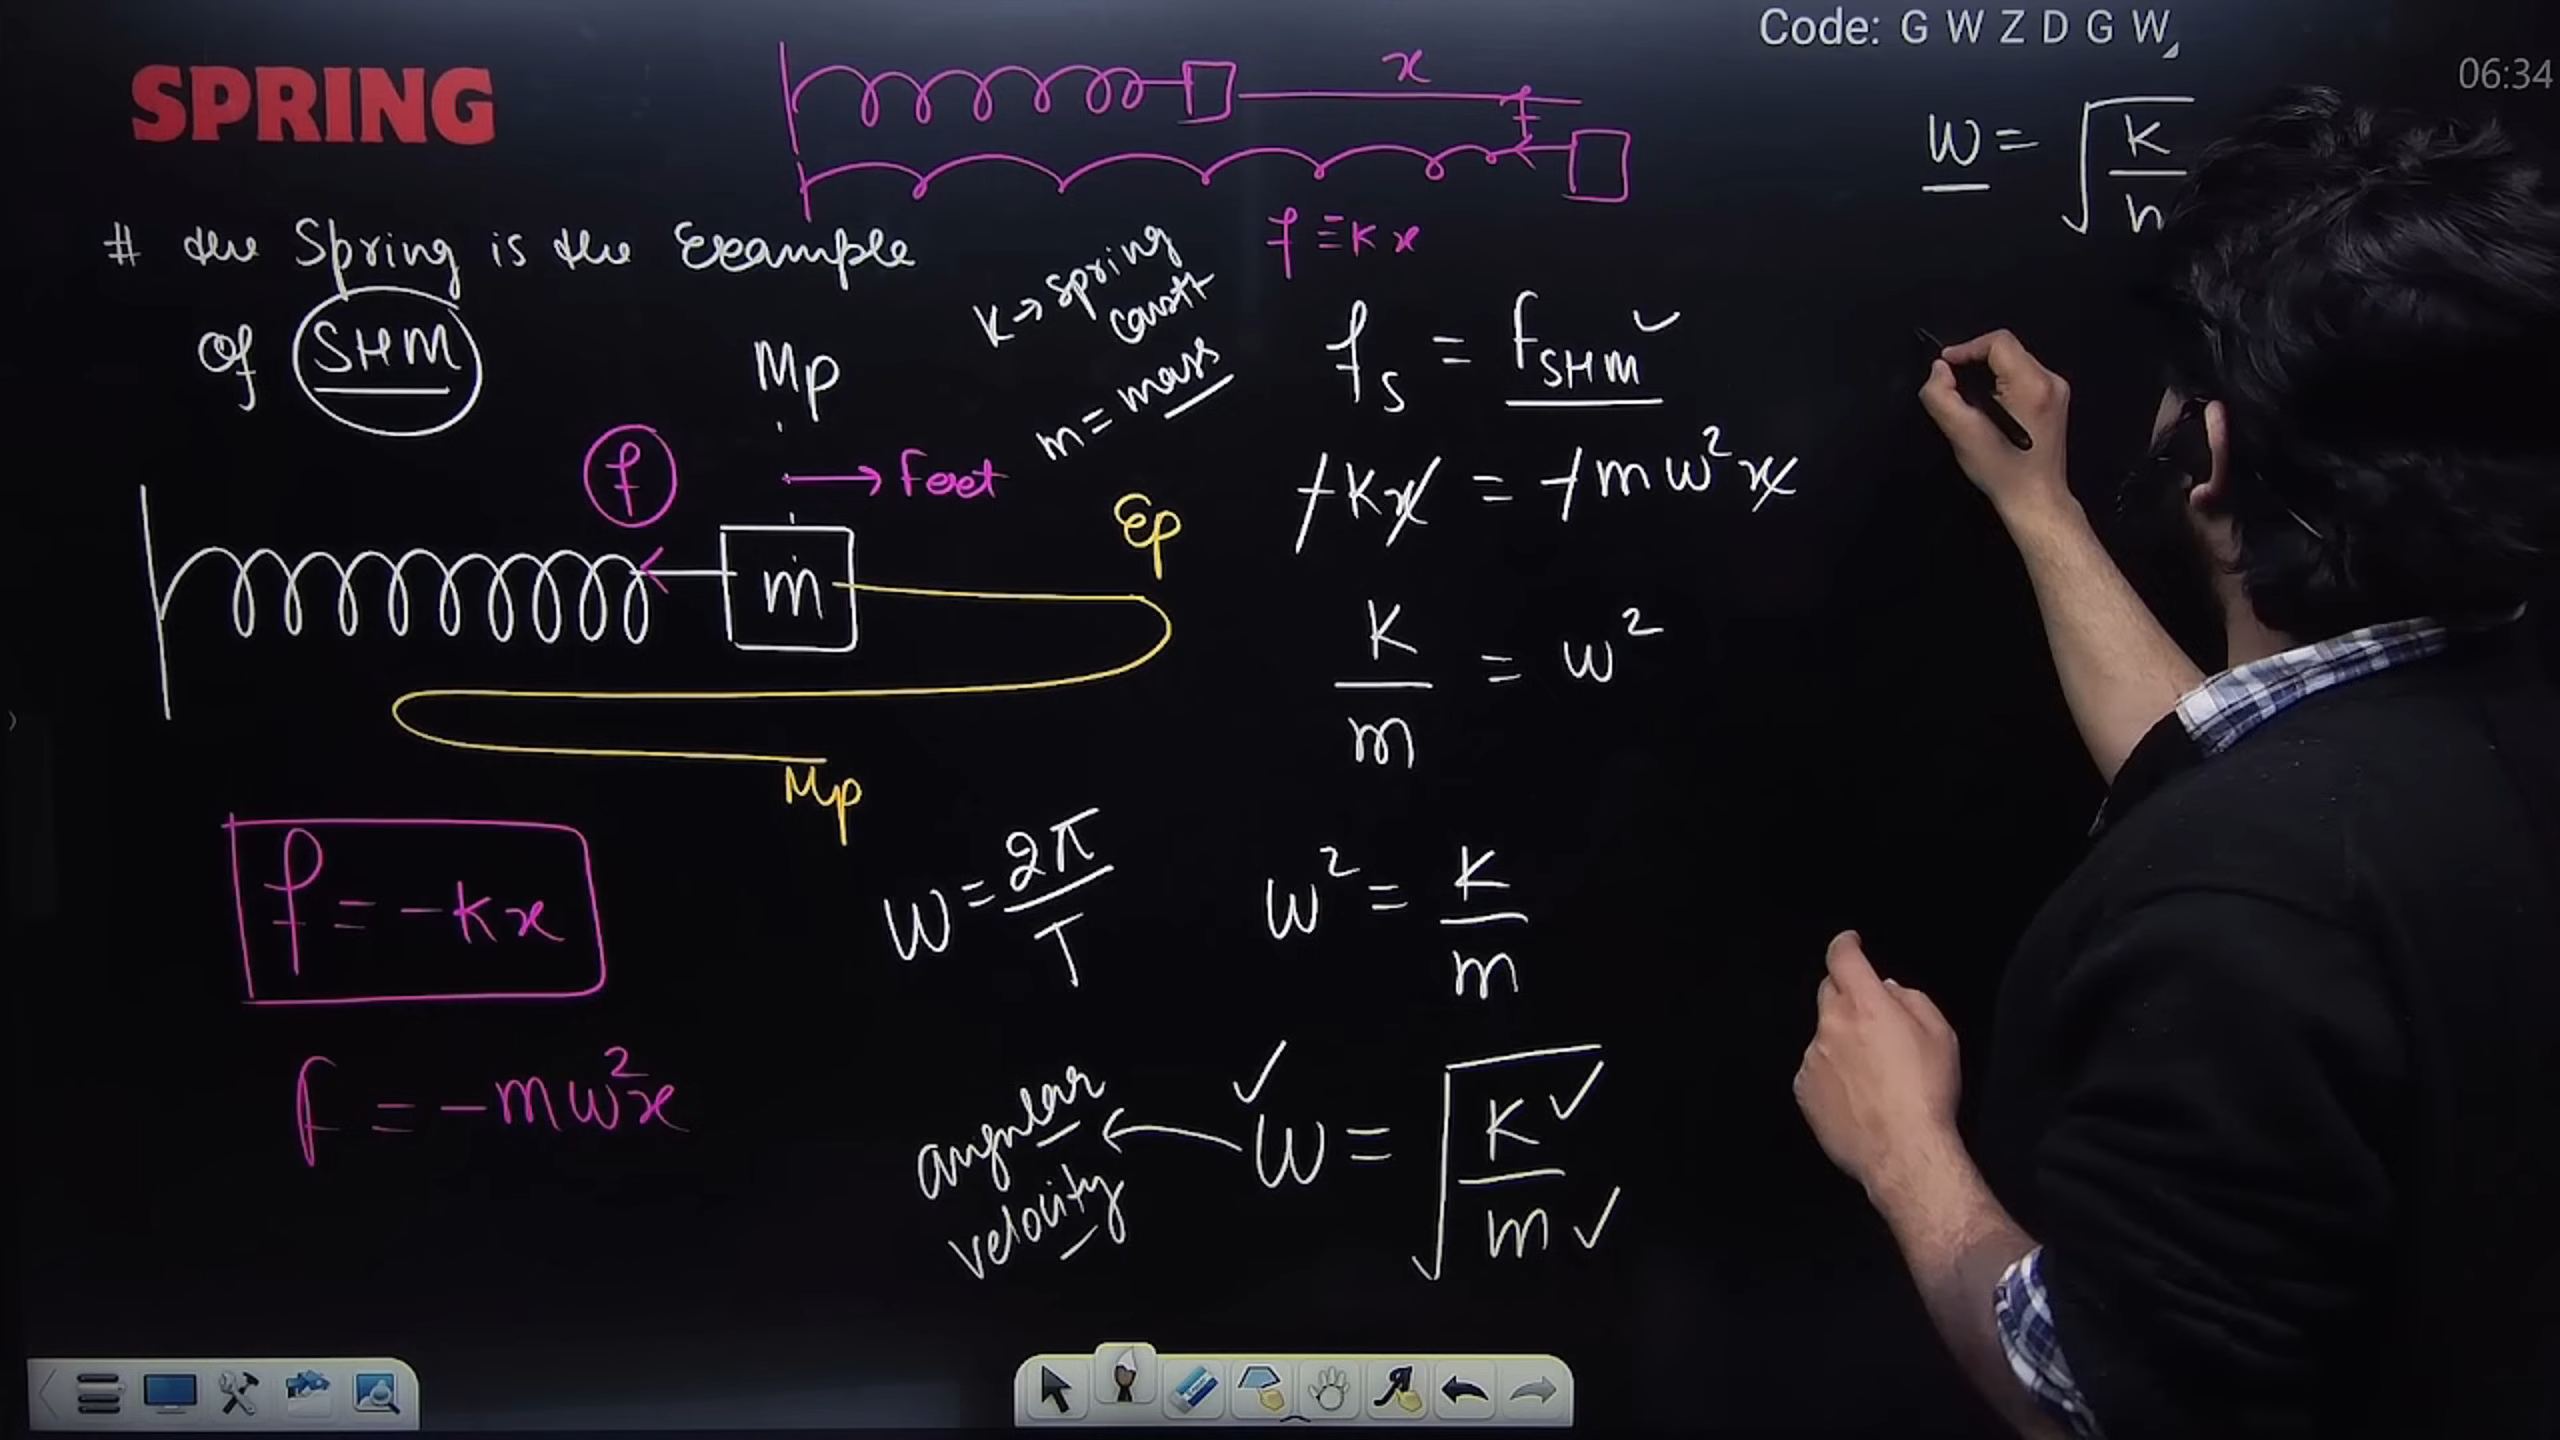 Code: G W Z D G W
06:34
SPRING
x
F
f = Kx
# the Spring is the Example
of SHM
K → spring
constt
m = mass
Mp
f
Fext
m
Ep
Mp
f = -Kx
F = -mw²x
fs = FSHM ✓
-Kx = -mw²x
K/m = w²
w = 2π/T
w² = K/m
angular
velocity
✓ w = √K ✓/m ✓
w = √K